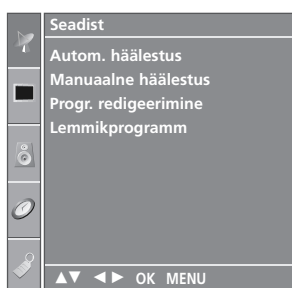 Seadist
Autom. häälestus
Manuaalne häälestus
Progr. redigeerimine
Lemmikprogramm
▲▼ ◄► OK MENU